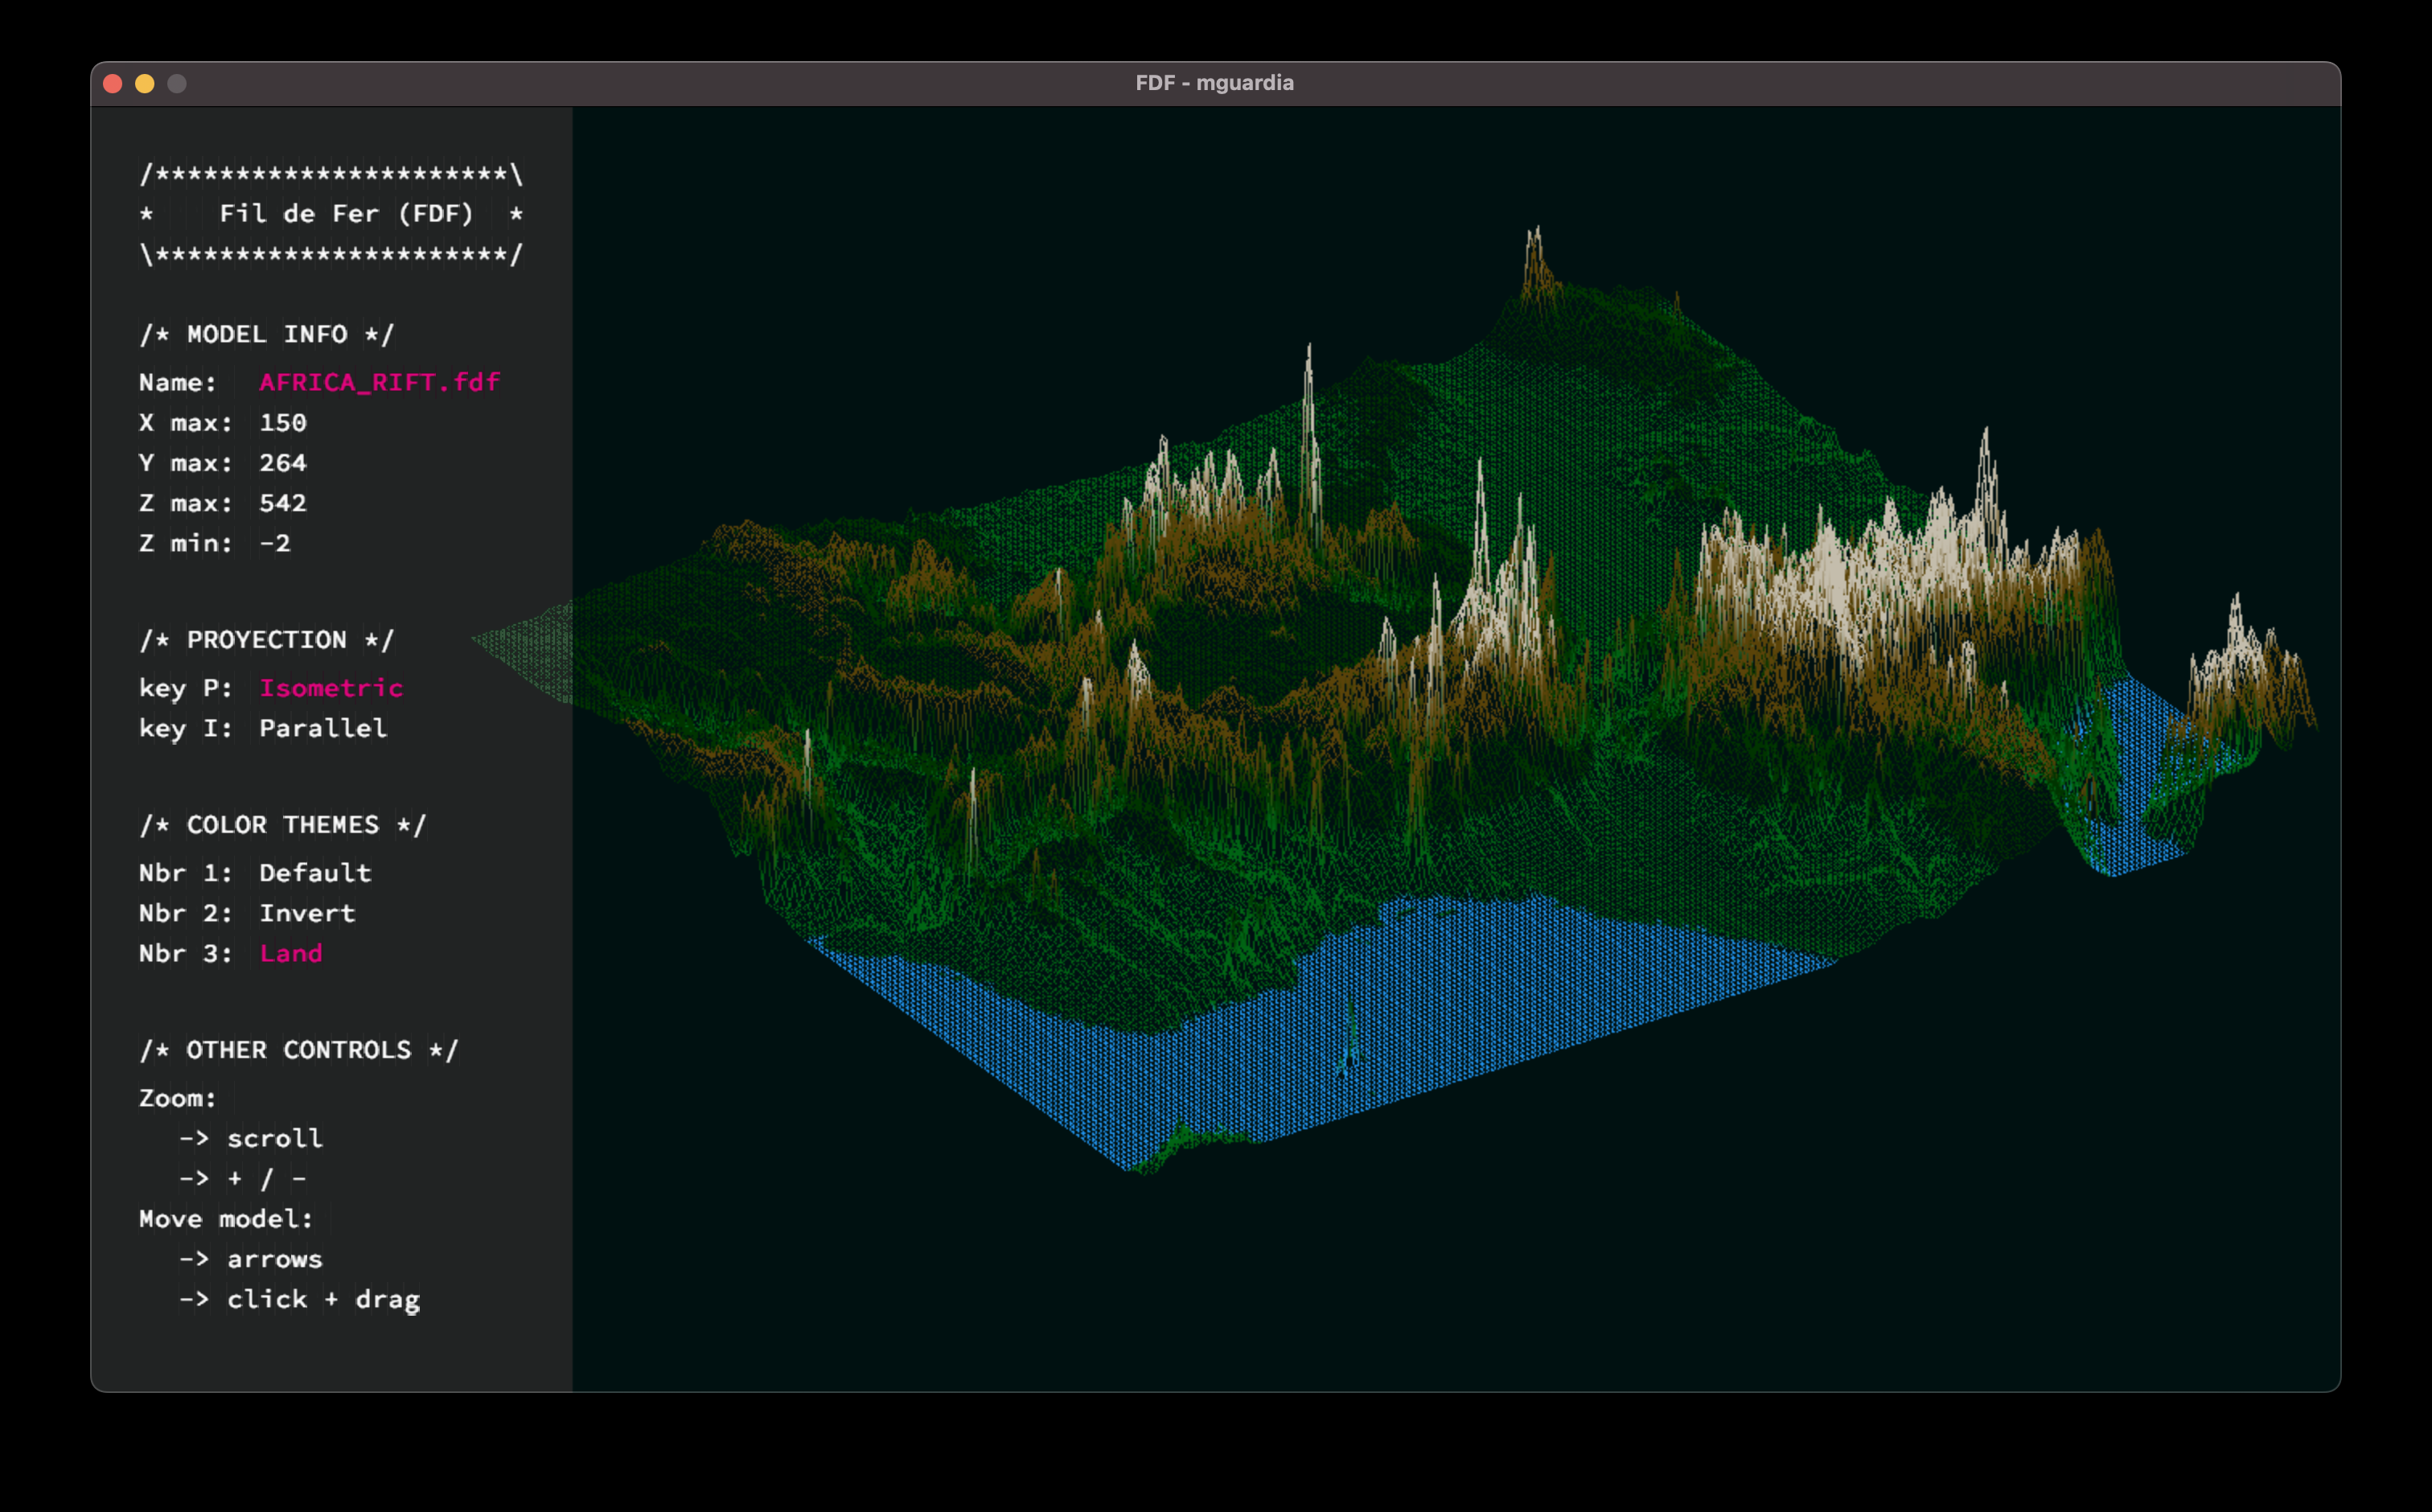 FDF - mguardia
/**********************\
*    Fil de Fer (FDF)  *
\**********************/
/* MODEL INFO */
Name: AFRICA_RIFT.fdf
X max: 150
Y max: 264
Z max: 542
Z min: -2
/* PROYECTION */
key P: Isometric
key I: Parallel
/* COLOR THEMES */
Nbr 1: Default
Nbr 2: Invert
Nbr 3: Land
/* OTHER CONTROLS */
Zoom:
-> scroll
-> + / -
Move model:
-> arrows
-> click + drag